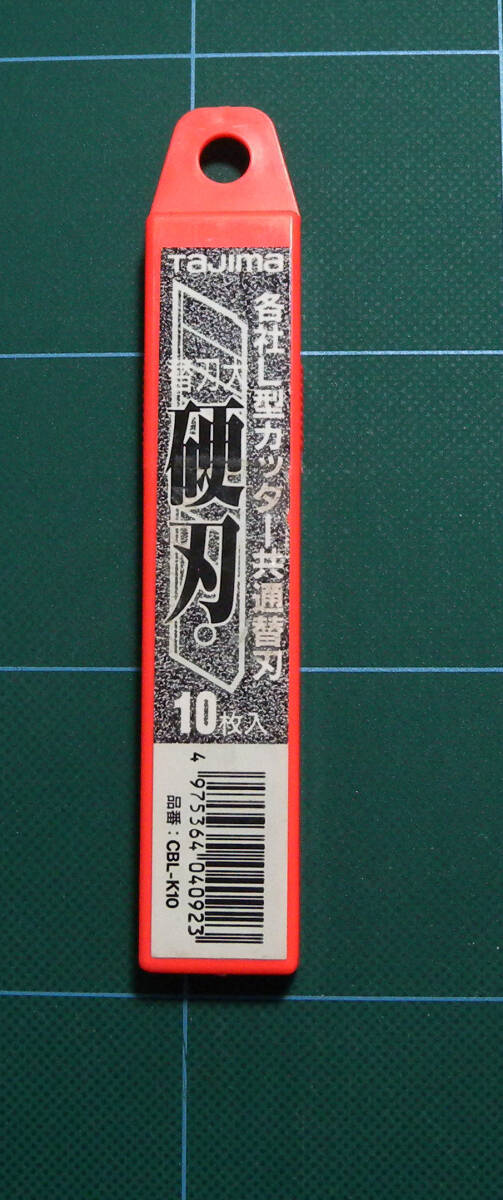 TaJima
各社L型カッター共通替刃
替刃大
硬刃。
10枚入
4 975364 040923
品番：CBL-K10